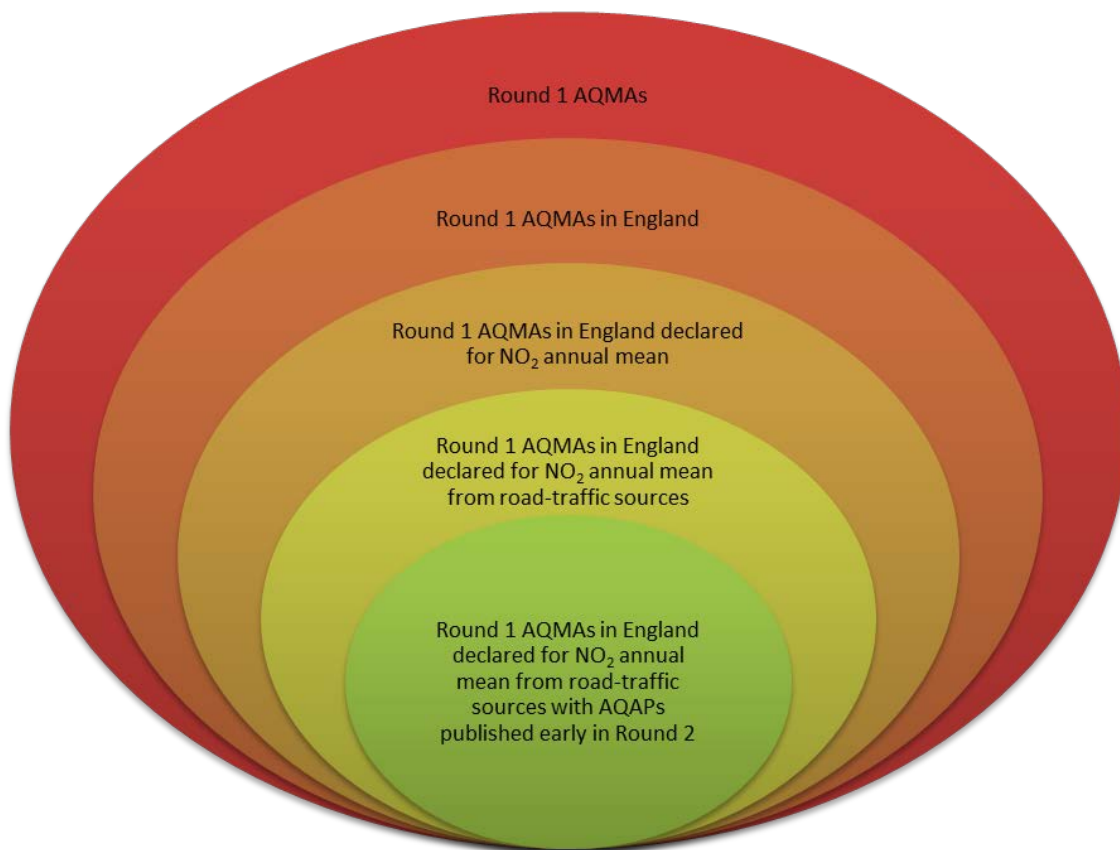 Round 1 AQMAs
Round 1 AQMAs in England
Round 1 AQMAs in England declared
for NO₂ annual mean
Round 1 AQMAs in England
declared for NO₂ annual mean
from road-traffic sources
Round 1 AQMAs in England
declared for NO₂ annual
mean from road-traffic
sources with AQAPs
published early in Round 2